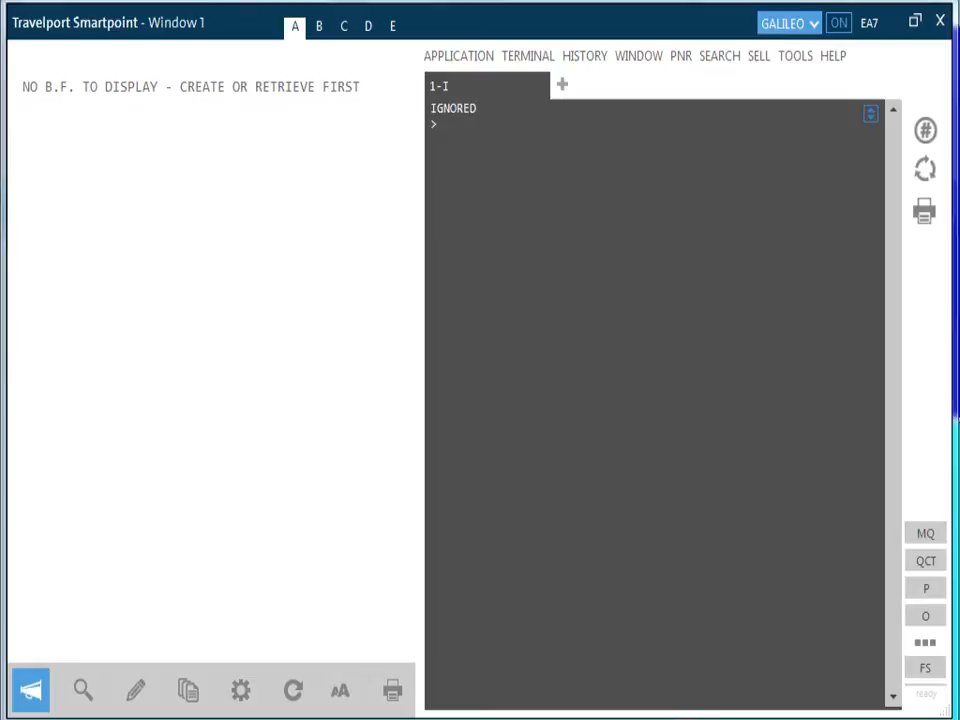 Travelport Smartpoint - Window 1
A B C D E
GALILEO ON EA7 X
APPLICATION TERMINAL HISTORY WINDOW PNR SEARCH SELL TOOLS HELP
NO B.F. TO DISPLAY - CREATE OR RETRIEVE FIRST
1-I
IGNORED
>
#
MQ
QCT
P
O
FS
ready
AA